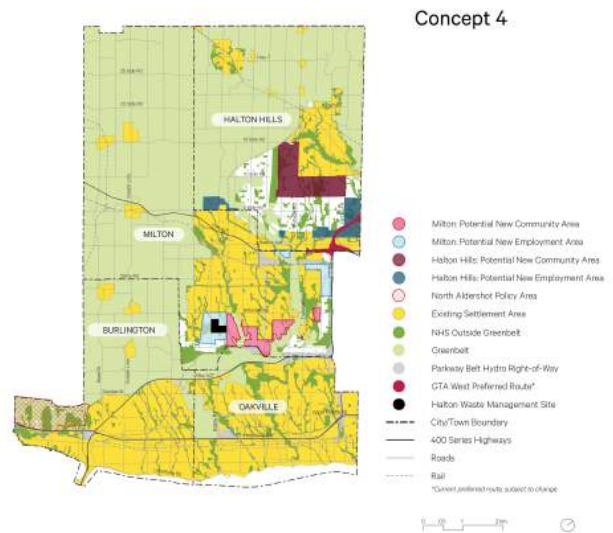 Concept 4
HALTON HILLS
MILTON
BURLINGTON
OAKVILLE
Milton: Potential New Community Area
Milton: Potential New Employment Area
Halton Hills: Potential New Community Area
Halton Hills: Potential New Employment Area
North Aldershot Policy Area
Existing Settlement Area
NHS Outside Greenbelt
Greenbelt
Parkway Belt Hydro Right-of-Way
GTA West Preferred Route*
Halton Waste Management Site
City/Town Boundary
400 Series Highways
Roads
Rail
*Current preferred route, subject to change